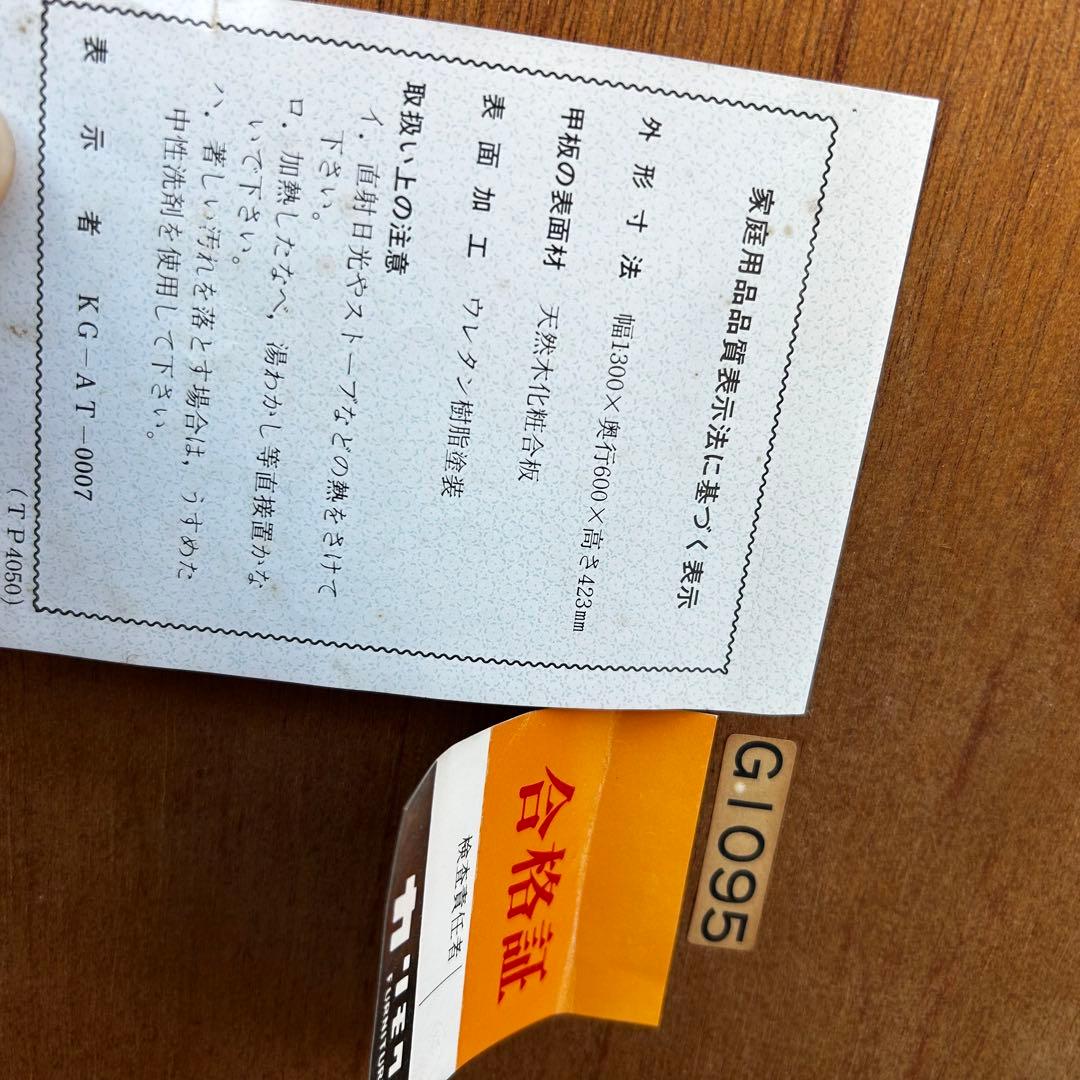 家庭用品品質表示法に基づく表示
外形寸法 幅1300×奥行600×高さ423mm
甲板の表面材 天然木化粧合板
表面加工 ウレタン樹脂塗装
取扱い上の注意
イ．直射日光やストーブなどの熱をさけて
下さい。
ロ．加熱したなべ，湯わかし等直接置かな
いで下さい。
ハ．著しい汚れを落とす場合は，うすめた
中性洗剤を使用して下さい。
表示者 KG－AT－0007
(TP4050)
G1095
合格証
検査責任者
カリモク
FURNITUR